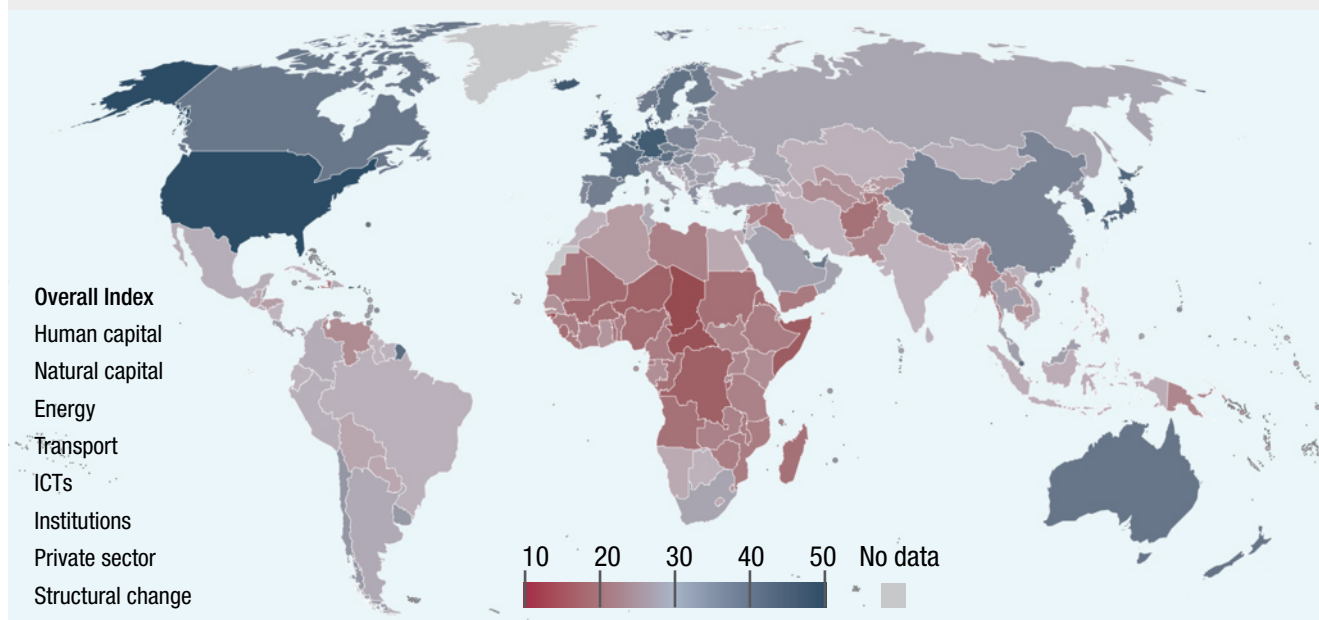 Overall Index
Human capital
Natural capital
Energy
Transport
ICTs
Institutions
Private sector
Structural change
10 20 30 40 50 No data